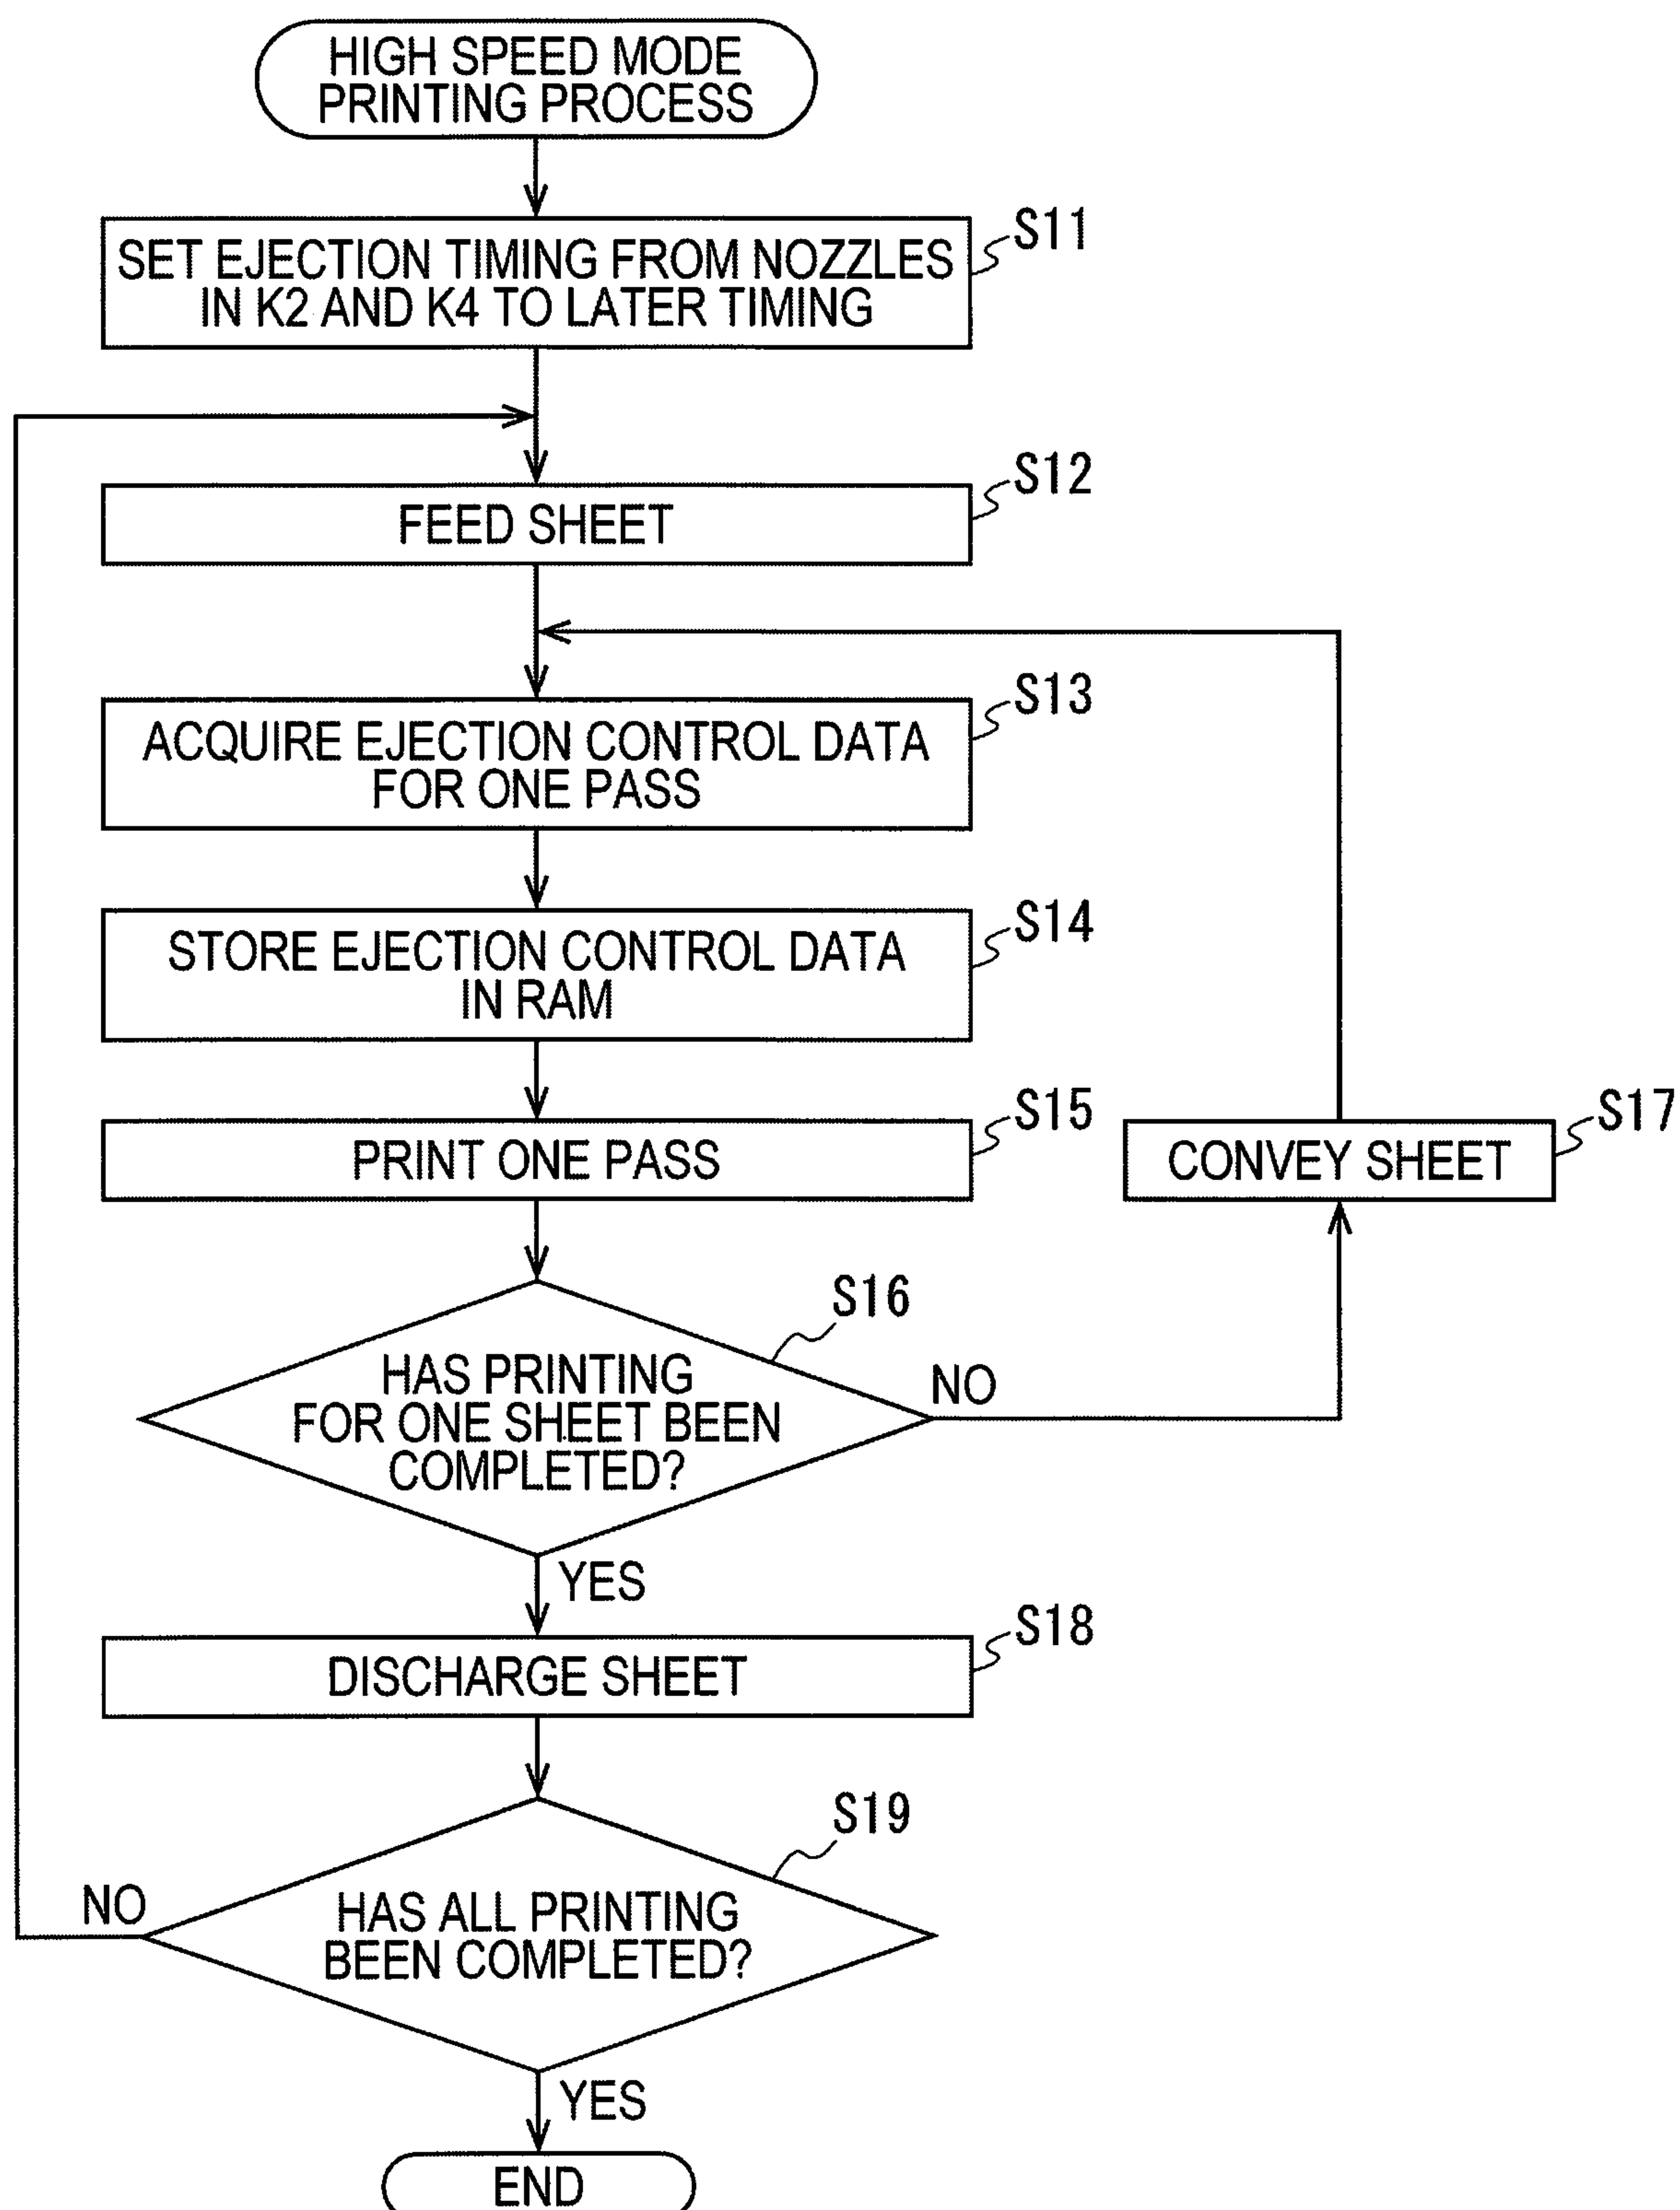 HIGH SPEED MODE
PRINTING PROCESS
S11
SET EJECTION TIMING FROM NOZZLES
IN K2 AND K4 TO LATER TIMING
S12
FEED SHEET
S13
ACQUIRE EJECTION CONTROL DATA
FOR ONE PASS
S14
STORE EJECTION CONTROL DATA
IN RAM
S15
PRINT ONE PASS
S17
CONVEY SHEET
S16
HAS PRINTING
FOR ONE SHEET BEEN
COMPLETED?
NO
YES
S18
DISCHARGE SHEET
S19
HAS ALL PRINTING
BEEN COMPLETED?
NO
YES
END